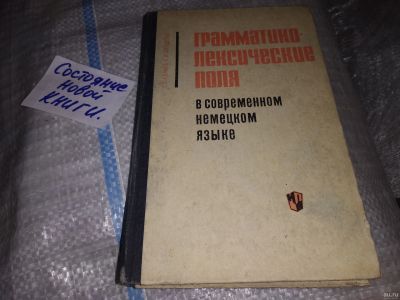 Состояние
новой
книги.
ГРАММАТИКО-
ЛЕКСИЧЕСКИЕ
ПОЛЯ
В СОВРЕМЕННОМ
НЕМЕЦКОМ
ЯЗЫКЕ